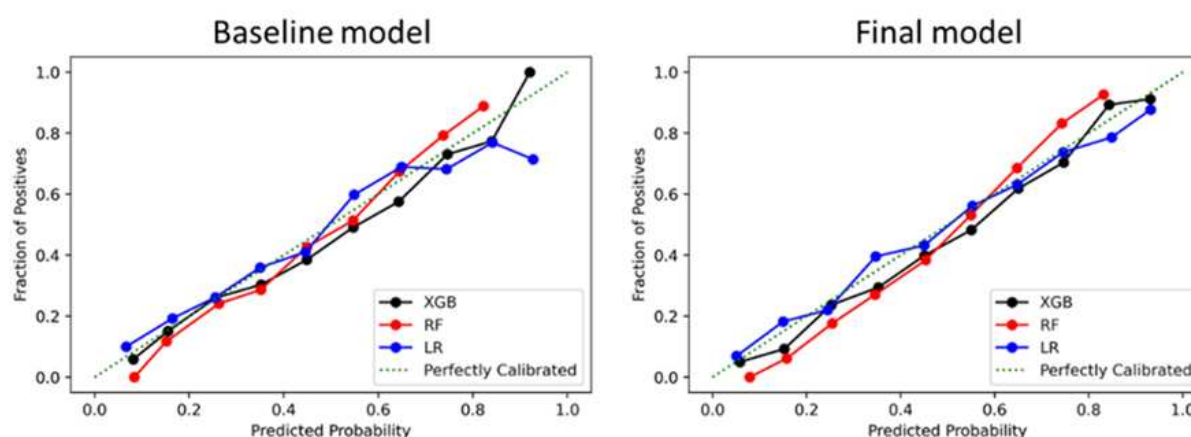 Baseline model
1.0
0.8
0.6
0.4
0.2
0.0
Fraction of Positives
XGB
RF
LR
Perfectly Calibrated
0.0 0.2 0.4 0.6 0.8 1.0
Predicted Probability
Final model
1.0
0.8
0.6
0.4
0.2
0.0
Fraction of Positives
XGB
RF
LR
Perfectly Calibrated
0.0 0.2 0.4 0.6 0.8 1.0
Predicted Probability